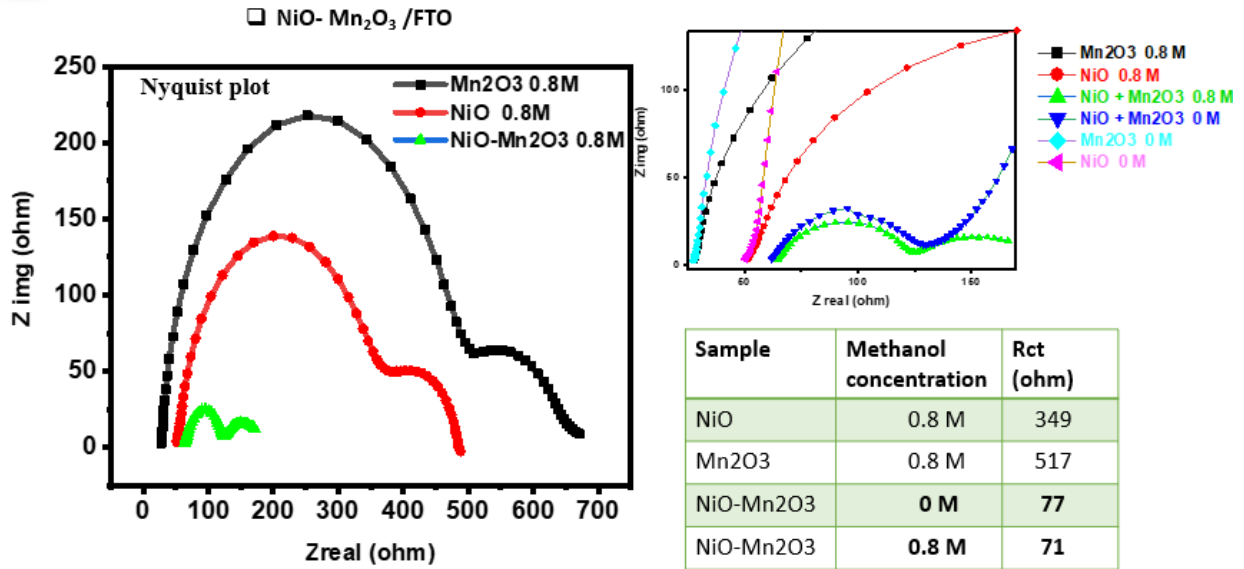 ❑ NiO- Mn₂O₃ /FTO
Nyquist plot
Mn2O3 0.8M
NiO 0.8M
NiO-Mn2O3 0.8M
250
200
150
100
50
0
Z img (ohm)
0 100 200 300 400 500 600 700
Zreal (ohm)
Mn2O3 0.8 M
NiO 0.8 M
NiO + Mn2O3 0.8 M
NiO + Mn2O3 0 M
Mn2O3 0 M
NiO 0 M
100
50
0
Z img (ohm)
50 100 150
Z real (ohm)
Sample Methanol concentration Rct (ohm)
NiO 0.8 M 349
Mn2O3 0.8 M 517
NiO-Mn2O3 0 M 77
NiO-Mn2O3 0.8 M 71